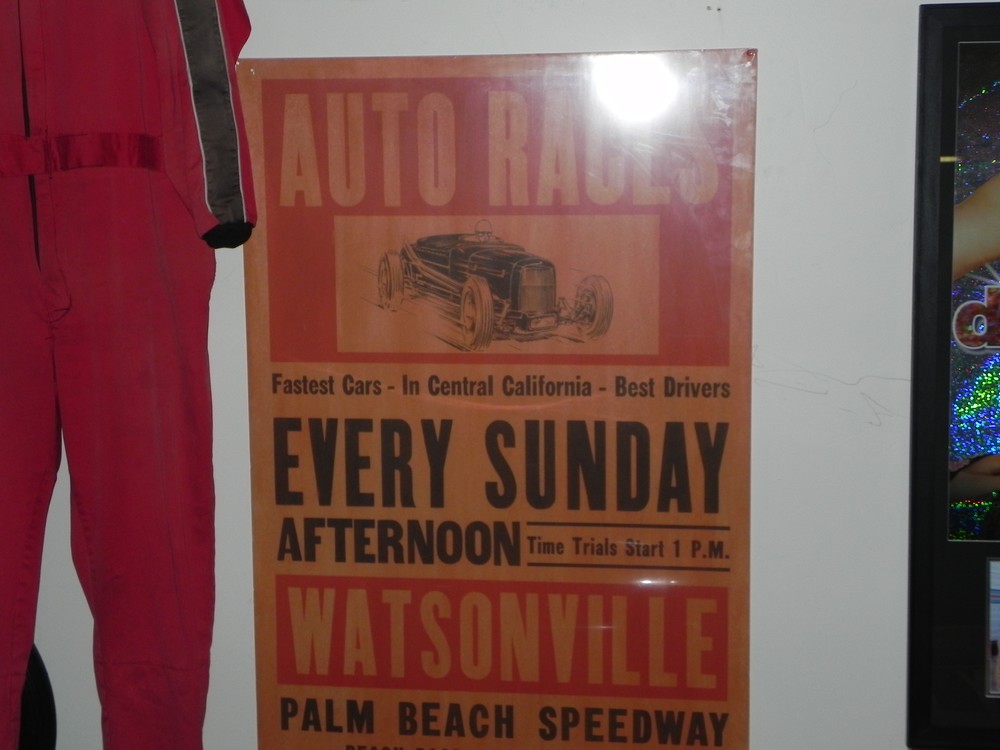 AUTO RACES
Fastest Cars - In Central California - Best Drivers
EVERY SUNDAY
AFTERNOON
Time Trials Start 1 P.M.
WATSONVILLE
PALM BEACH SPEEDWAY
BEACH